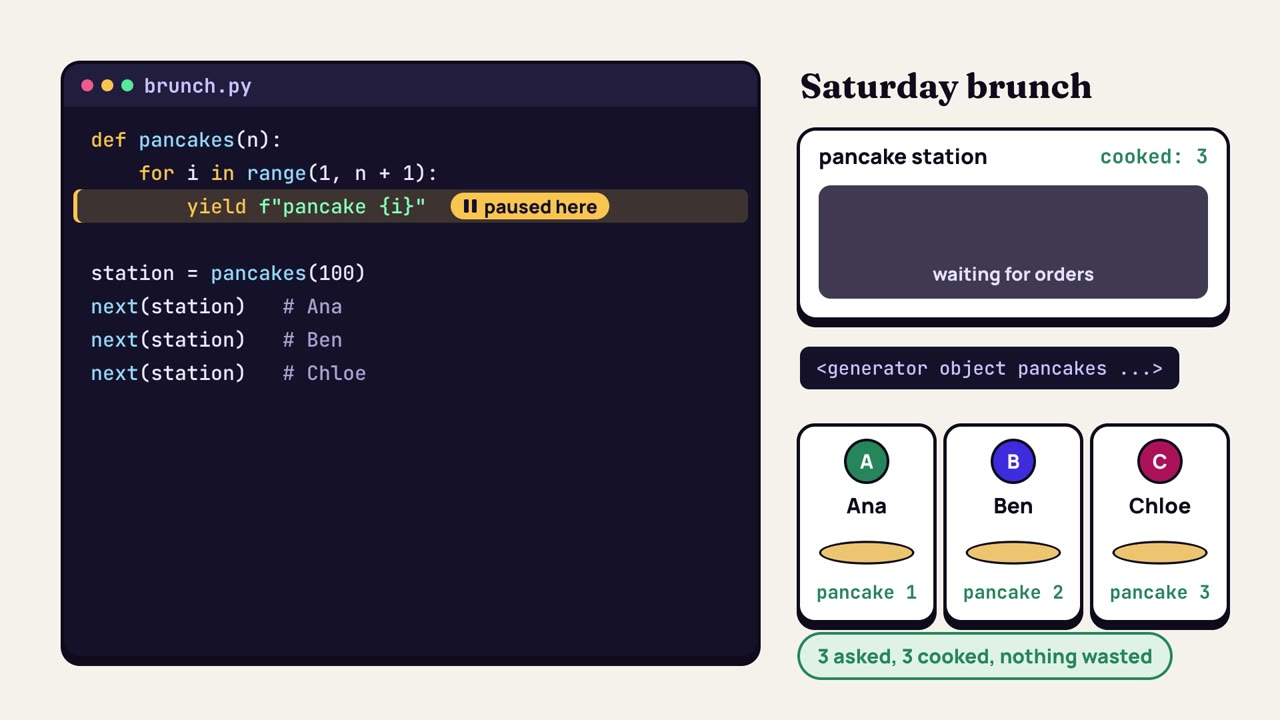 brunch.py
def pancakes(n):
    for i in range(1, n + 1):
        yield f"pancake {i}" paused here
station = pancakes(100)
next(station)   # Ana
next(station)   # Ben
next(station)   # Chloe
Saturday brunch
pancake station cooked: 3
waiting for orders
<generator object pancakes ...>
A B C
Ana Ben Chloe
pancake 1 pancake 2 pancake 3
3 asked, 3 cooked, nothing wasted